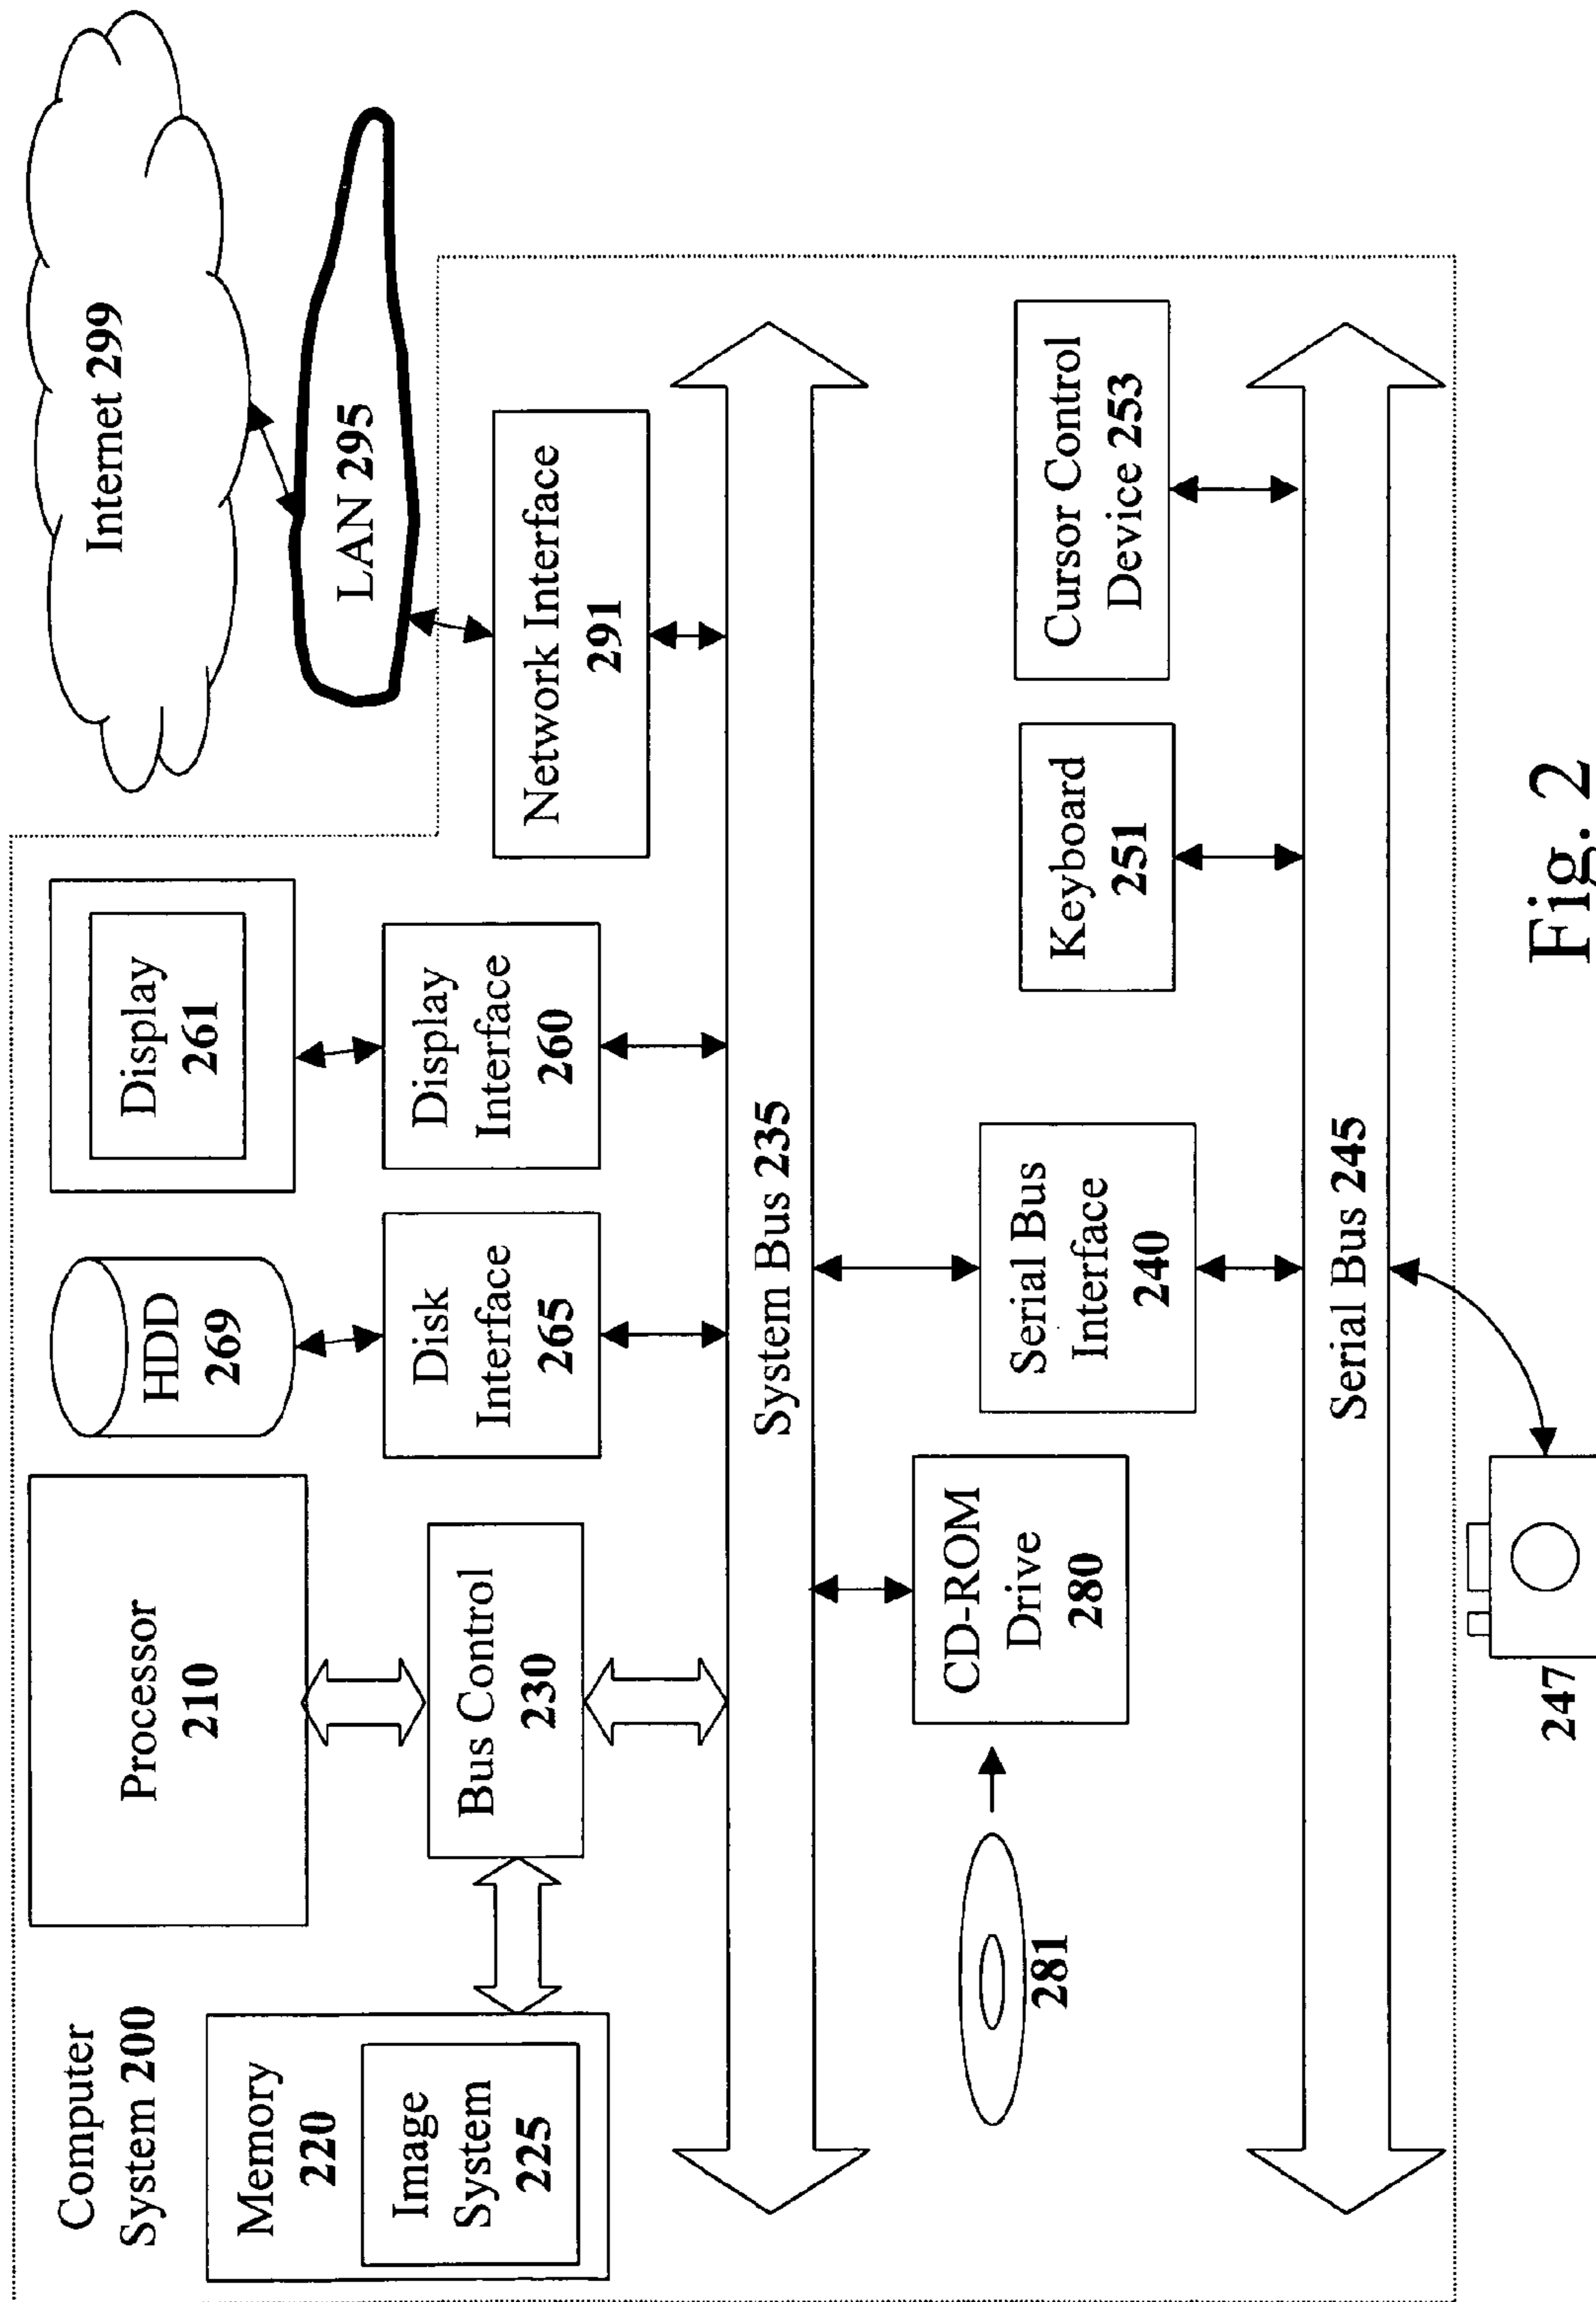 Computer
System 200
Memory
220
Image
System
225
Processor
210
Bus Control
230
HDD
269
Disk
Interface
265
Display
261
Display
Interface
260
Internet 299
LAN 295
Network Interface
291
System Bus 235
281
CD-ROM
Drive
280
Serial Bus
Interface
240
Keyboard
251
Cursor Control
Device 253
Serial Bus 245
247
Fig. 2